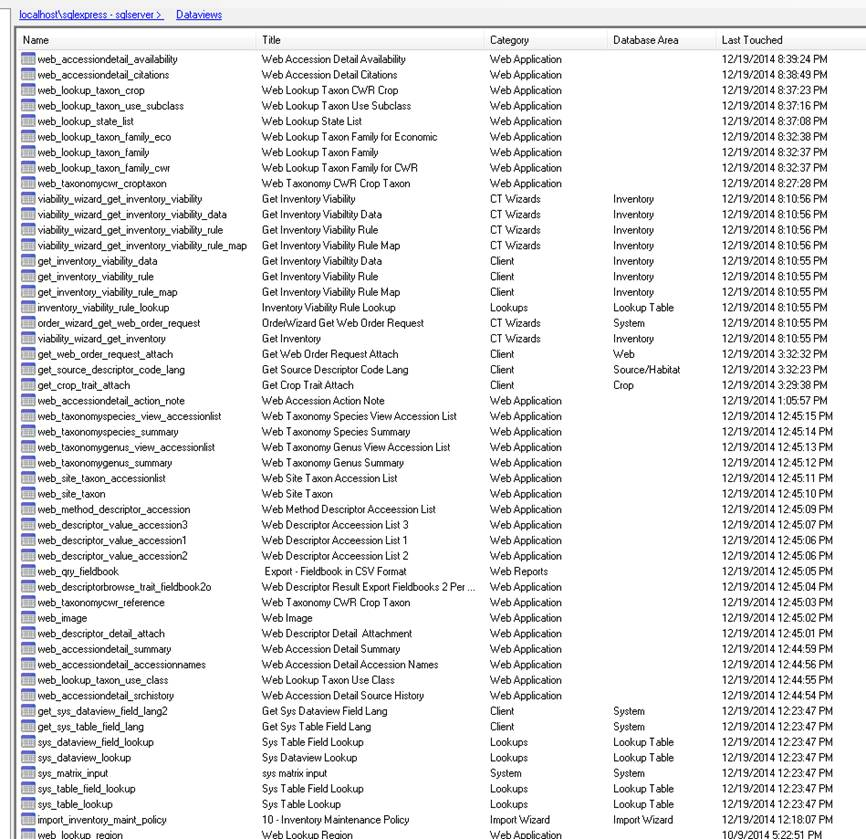 localhost\sqlexpress - sqlserver > Dataviews
Name Title Category Database Area Last Touched
web_accessiondetail_availability Web Accession Detail Availability Web Application 12/19/2014 8:39:24 PM
web_accessiondetail_citations Web Accession Detail Citations Web Application 12/19/2014 8:38:49 PM
web_lookup_taxon_crop Web Lookup Taxon CWR Crop Web Application 12/19/2014 8:37:23 PM
web_lookup_taxon_use_subclass Web Lookup Taxon Use Subclass Web Application 12/19/2014 8:37:16 PM
web_lookup_state_list Web Lookup State List Web Application 12/19/2014 8:37:08 PM
web_lookup_taxon_family_eco Web Lookup Taxon Family for Economic Web Application 12/19/2014 8:32:38 PM
web_lookup_taxon_family Web Lookup Taxon Family Web Application 12/19/2014 8:32:37 PM
web_lookup_taxon_family_cwr Web Lookup Taxon Family for CWR Web Application 12/19/2014 8:32:37 PM
web_taxonomycwr_croptaxon Web Taxonomy CWR Crop Taxon Web Application 12/19/2014 8:27:28 PM
viability_wizard_get_inventory_viability Get Inventory Viability CT Wizards Inventory 12/19/2014 8:10:56 PM
viability_wizard_get_inventory_viability_data Get Inventory Viabiltity Data CT Wizards Inventory 12/19/2014 8:10:56 PM
viability_wizard_get_inventory_viability_rule Get Inventory Viability Rule CT Wizards Inventory 12/19/2014 8:10:56 PM
viability_wizard_get_inventory_viability_rule_map Get Inventory Viability Rule Map CT Wizards Inventory 12/19/2014 8:10:56 PM
get_inventory_viability_data Get Inventory Viabiltity Data Client Inventory 12/19/2014 8:10:55 PM
get_inventory_viability_rule Get Inventory Viability Rule Client Inventory 12/19/2014 8:10:55 PM
get_inventory_viability_rule_map Get Inventory Viability Rule Map Client Inventory 12/19/2014 8:10:55 PM
inventory_viability_rule_lookup Inventory Viability Rule Lookup Lookups Lookup Table 12/19/2014 8:10:55 PM
order_wizard_get_web_order_request OrderWizard Get Web Order Request CT Wizards System 12/19/2014 8:10:55 PM
viability_wizard_get_inventory Get Inventory CT Wizards Inventory 12/19/2014 8:10:55 PM
get_web_order_request_attach Get Web Order Request Attach Client Web 12/19/2014 3:32:32 PM
get_source_descriptor_code_lang Get Source Descriptor Code Lang Client Source/Habitat 12/19/2014 3:32:23 PM
get_crop_trait_attach Get Crop Trait Attach Client Crop 12/19/2014 3:29:38 PM
web_accessiondetail_action_note Web Accession Action Note Web Application 12/19/2014 1:05:57 PM
web_taxonomyspecies_view_accessionlist Web Taxonomy Species View Accession List Web Application 12/19/2014 12:45:15 PM
web_taxonomyspecies_summary Web Taxonomy Species Summary Web Application 12/19/2014 12:45:14 PM
web_taxonomygenus_view_accessionlist Web Taxonomy Genus View Accession List Web Application 12/19/2014 12:45:13 PM
web_taxonomygenus_summary Web Taxonomy Genus Summary Web Application 12/19/2014 12:45:12 PM
web_site_taxon_accessionlist Web Site Taxon Accession List Web Application 12/19/2014 12:45:11 PM
web_site_taxon Web Site Taxon Web Application 12/19/2014 12:45:10 PM
web_method_descriptor_accession Web Method Descriptor Accession List Web Application 12/19/2014 12:45:09 PM
web_descriptor_value_accession3 Web Descriptor Acceession List 3 Web Application 12/19/2014 12:45:07 PM
web_descriptor_value_accession1 Web Descriptor Acceession List 1 Web Application 12/19/2014 12:45:06 PM
web_descriptor_value_accession2 Web Descriptor Acceession List 2 Web Application 12/19/2014 12:45:06 PM
web_qry_fieldbook Export - Fieldbook in CSV Format Web Reports 12/19/2014 12:45:05 PM
web_descriptorbrowse_trait_fieldbook2o Web Descriptor Result Export Fieldbooks 2 Per ... Web Application 12/19/2014 12:45:04 PM
web_taxonomycwr_reference Web Taxonomy CWR Crop Taxon Web Application 12/19/2014 12:45:03 PM
web_image Web Image Web Application 12/19/2014 12:45:02 PM
web_descriptor_detail_attach Web Descriptor Detail Attachment Web Application 12/19/2014 12:45:01 PM
web_accessiondetail_summary Web Accession Detail Summary Web Application 12/19/2014 12:44:59 PM
web_accessiondetail_accessionnames Web Accession Detail Accession Names Web Application 12/19/2014 12:44:56 PM
web_lookup_taxon_use_class Web Lookup Taxon Use Class Web Application 12/19/2014 12:44:55 PM
web_accessiondetail_srchistory Web Accession Detail Source History Web Application 12/19/2014 12:44:54 PM
get_sys_dataview_field_lang2 Get Sys Dataview Field Lang Client System 12/19/2014 12:23:47 PM
get_sys_table_field_lang Get Sys Table Field Lang Client System 12/19/2014 12:23:47 PM
sys_dataview_field_lookup Sys Table Field Lookup Lookups Lookup Table 12/19/2014 12:23:47 PM
sys_dataview_lookup Sys Dataview Lookup Lookups Lookup Table 12/19/2014 12:23:47 PM
sys_matrix_input sys matrix input System System 12/19/2014 12:23:47 PM
sys_table_field_lookup Sys Table Field Lookup Lookups Lookup Table 12/19/2014 12:23:47 PM
sys_table_lookup Sys Table Lookup Lookups Lookup Table 12/19/2014 12:23:47 PM
import_inventory_maint_policy 10 - Inventory Maintenance Policy Import Wizard Import Wizard 12/19/2014 12:18:07 PM
web_lookup_region Web Lookup Region Web Application 10/9/2014 5:22:51 PM